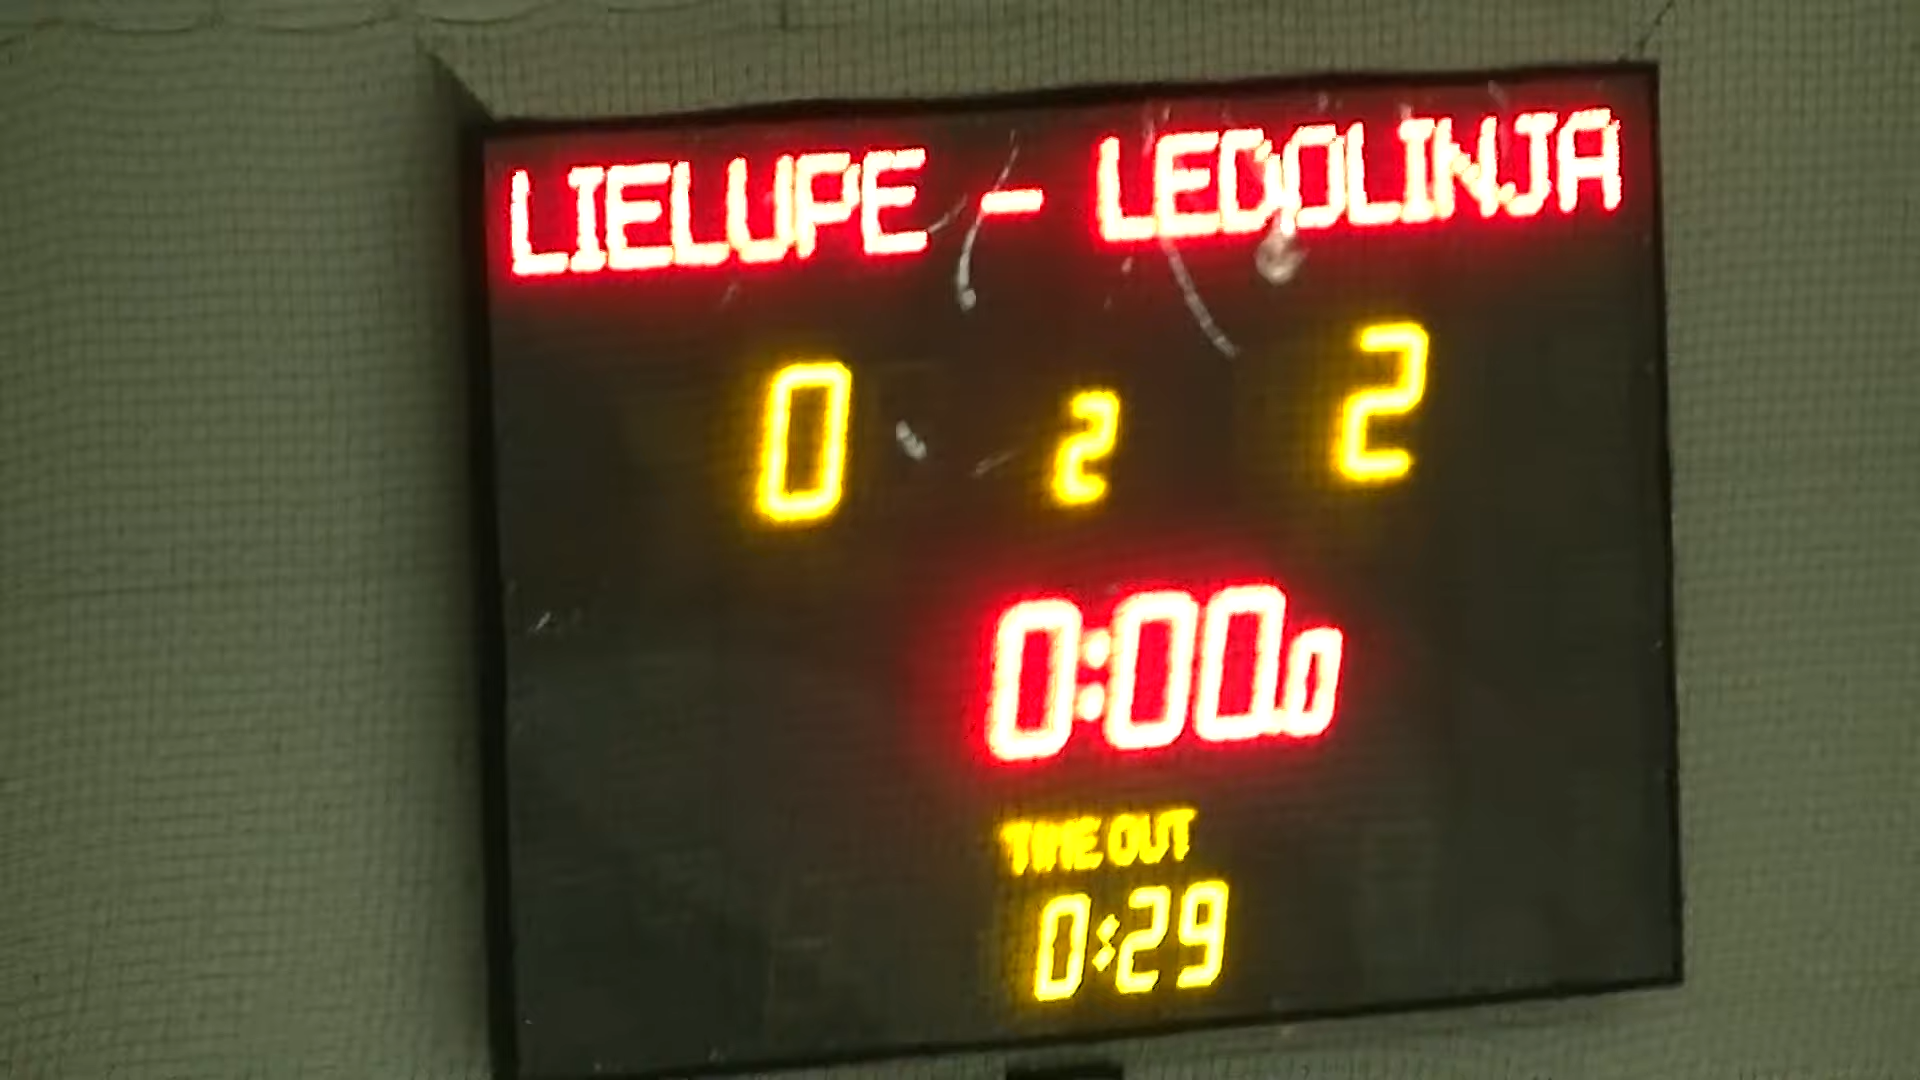 LIELUPE - LEDOLINJA
0 2 2
0:00.0
TIME OUT
0:29